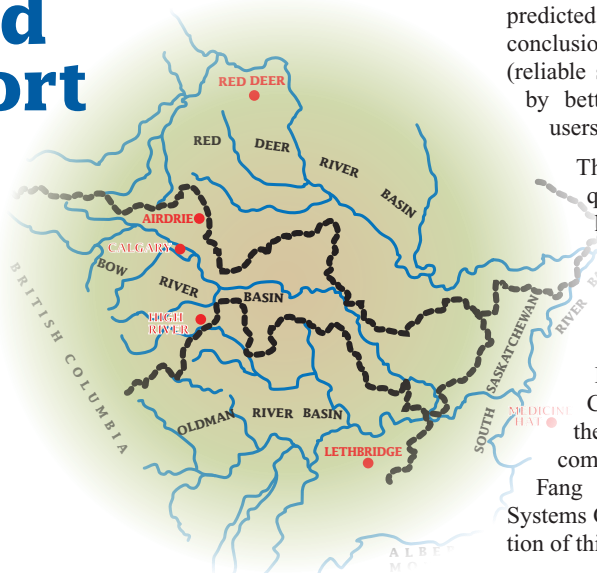 d
ort
predicted
conclusio
(reliable s
by bett
users
Th
q
C
the
com
Fang
Systems C
tion of thi
RED DEER
RED DEER RIVER BASIN
AIRDRIE
CALGARY
BOW RIVER BASIN
HIGH
RIVER
BRITISH COLUMBIA
OLDMAN RIVER BASIN
LETHBRIDGE
SOUTH SASKATCHEWAN
RIVER BA
MEDICINE
HAT
ALBE